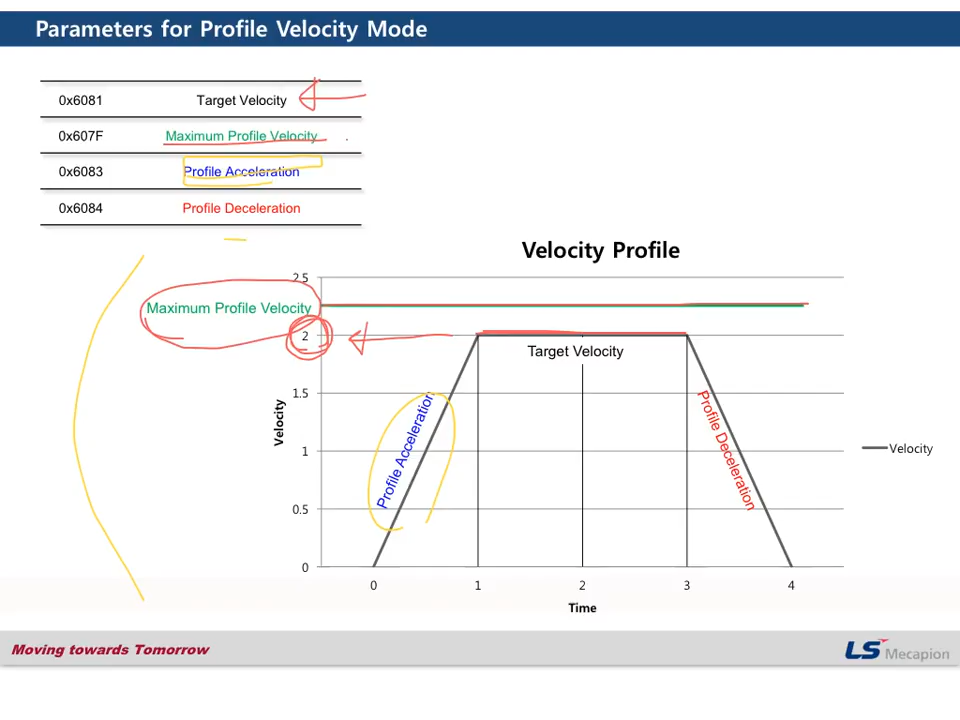 Parameters for Profile Velocity Mode
0x6081 Target Velocity
0x607F Maximum Profile Velocity
0x6083 Profile Acceleration
0x6084 Profile Deceleration
Velocity Profile
2.5
Maximum Profile Velocity
2
Target Velocity
1.5
Profile Acceleration
Profile Deceleration
Velocity
1
Velocity
0.5
0
0 1 2 3 4
Time
Moving towards Tomorrow
LS Mecapion